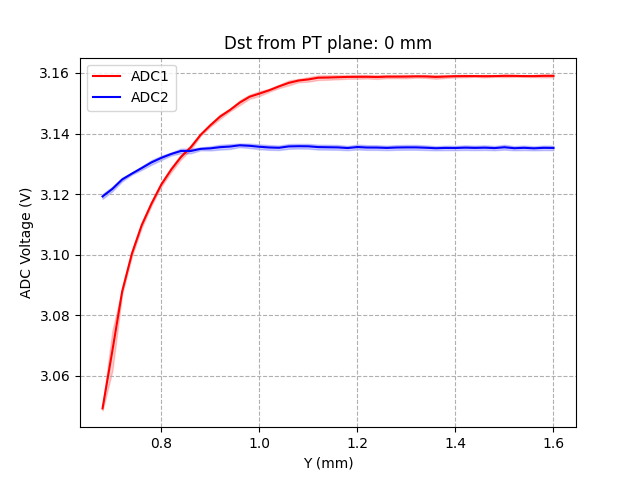 Dst from PT plane: 0 mm
ADC1
ADC2
ADC Voltage (V)
3.16
3.14
3.12
3.10
3.08
3.06
0.8
1.0
1.2
1.4
1.6
Y (mm)